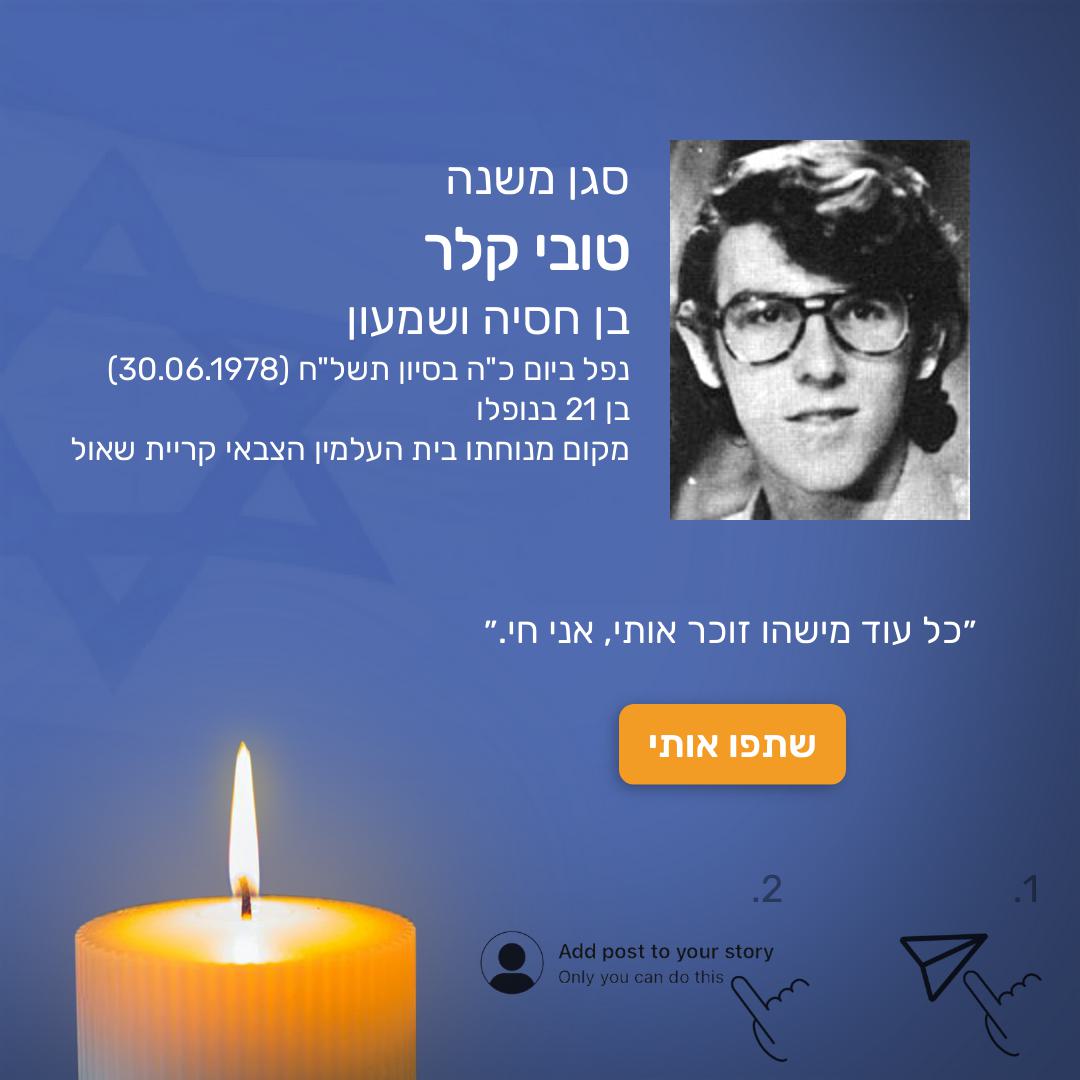 סגן משנה
טובי קלר
בן חסיה ושמעון
נפל ביום כ"ה בסיון תשל"ח (30.06.1978)
בן 21 בנופלו
מקום מנוחתו בית העלמין הצבאי קריית שאול
״כל עוד מישהו זוכר אותי, אני חי.״
שתפו אותי
.1
.2
Add post to your story
Only you can do this